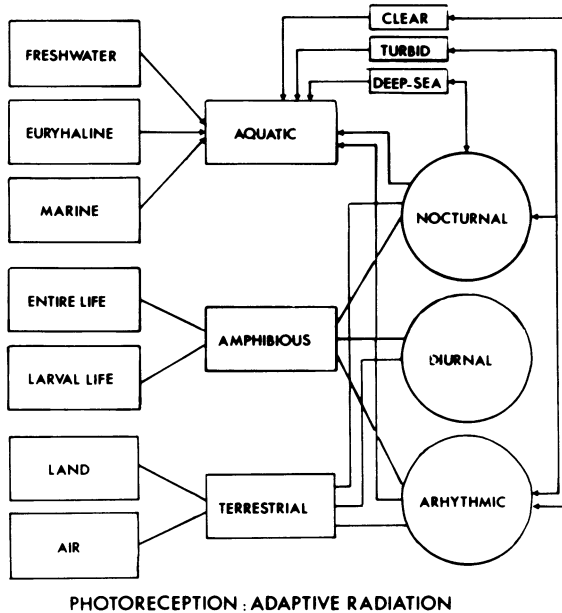 CLEAR
TURBID
DEEP-SEA
FRESHWATER
EURYHALINE
MARINE
AQUATIC
NOCTURNAL
ENTIRE LIFE
LARVAL LIFE
AMPHIBIOUS
DIURNAL
LAND
AIR
TERRESTRIAL
ARHYTHMIC
PHOTORECEPTION : ADAPTIVE RADIATION